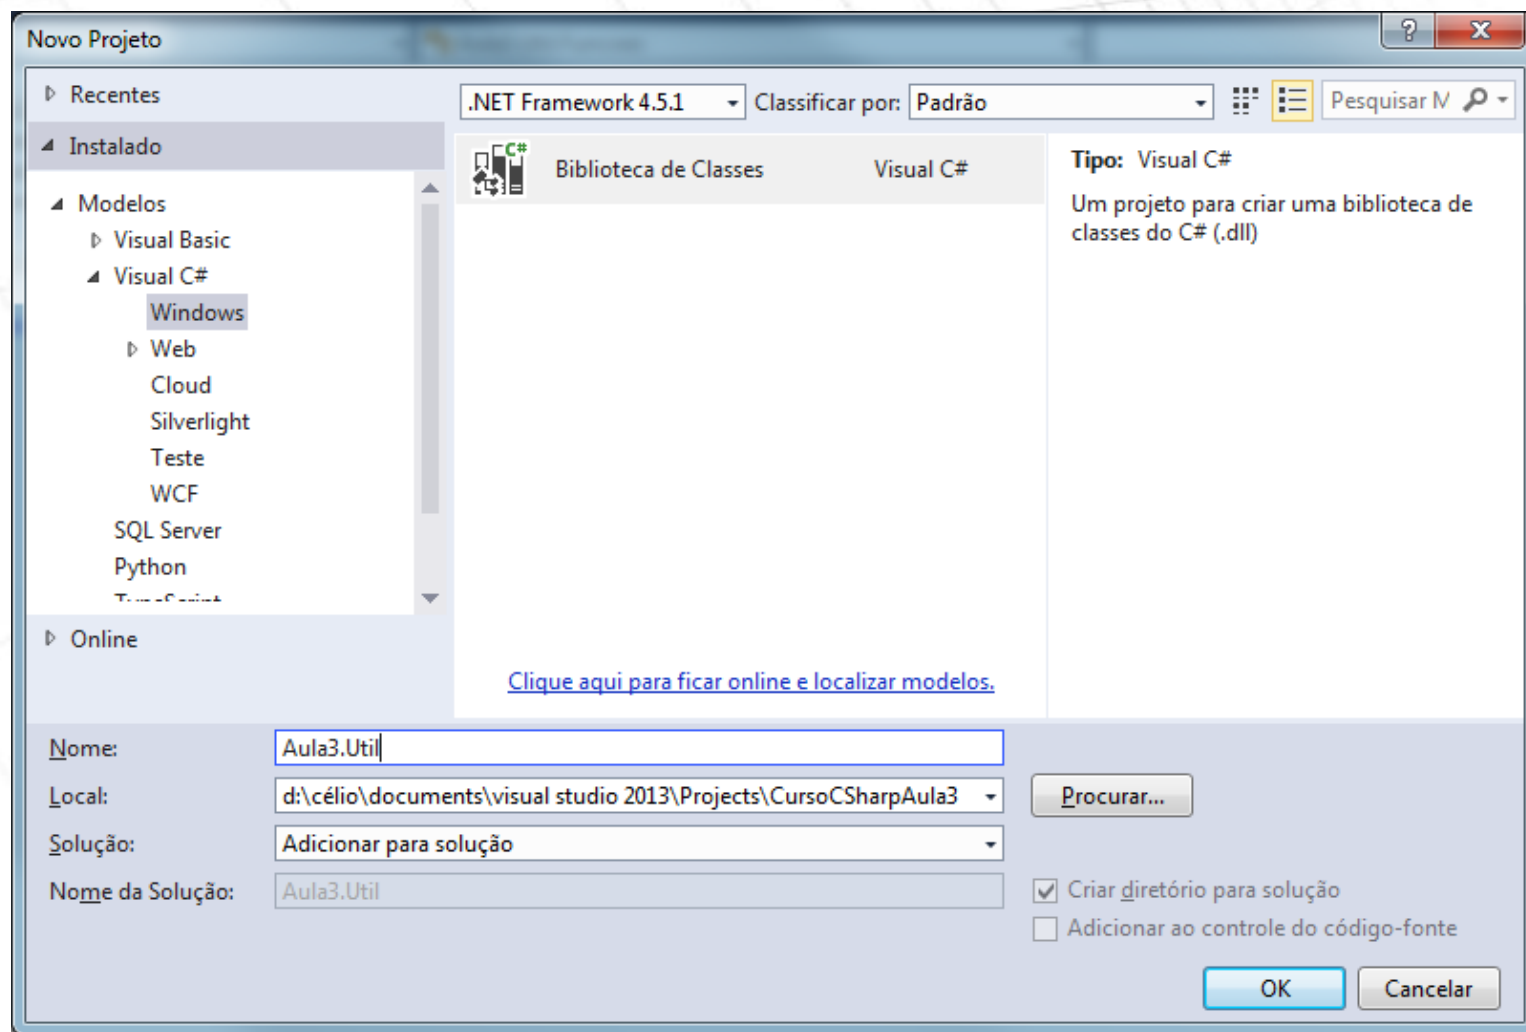 Novo Projeto
?
x
Recentes
Instalado
Modelos
Visual Basic
Visual C#
Windows
Web
Cloud
Silverlight
Teste
WCF
SQL Server
Python
TypeScript
Online
.NET Framework 4.5.1
Classificar por: Padrão
Pesquisar M
C#
Biblioteca de Classes Visual C#
Clique aqui para ficar online e localizar modelos.
Tipo: Visual C#
Um projeto para criar uma biblioteca de
classes do C# (.dll)
Nome: Aula3.Util
Local: d:\célio\documents\visual studio 2013\Projects\CursoCSharpAula3
Procurar...
Solução: Adicionar para solução
Nome da Solução: Aula3.Util
Criar diretório para solução
Adicionar ao controle do código-fonte
OK
Cancelar